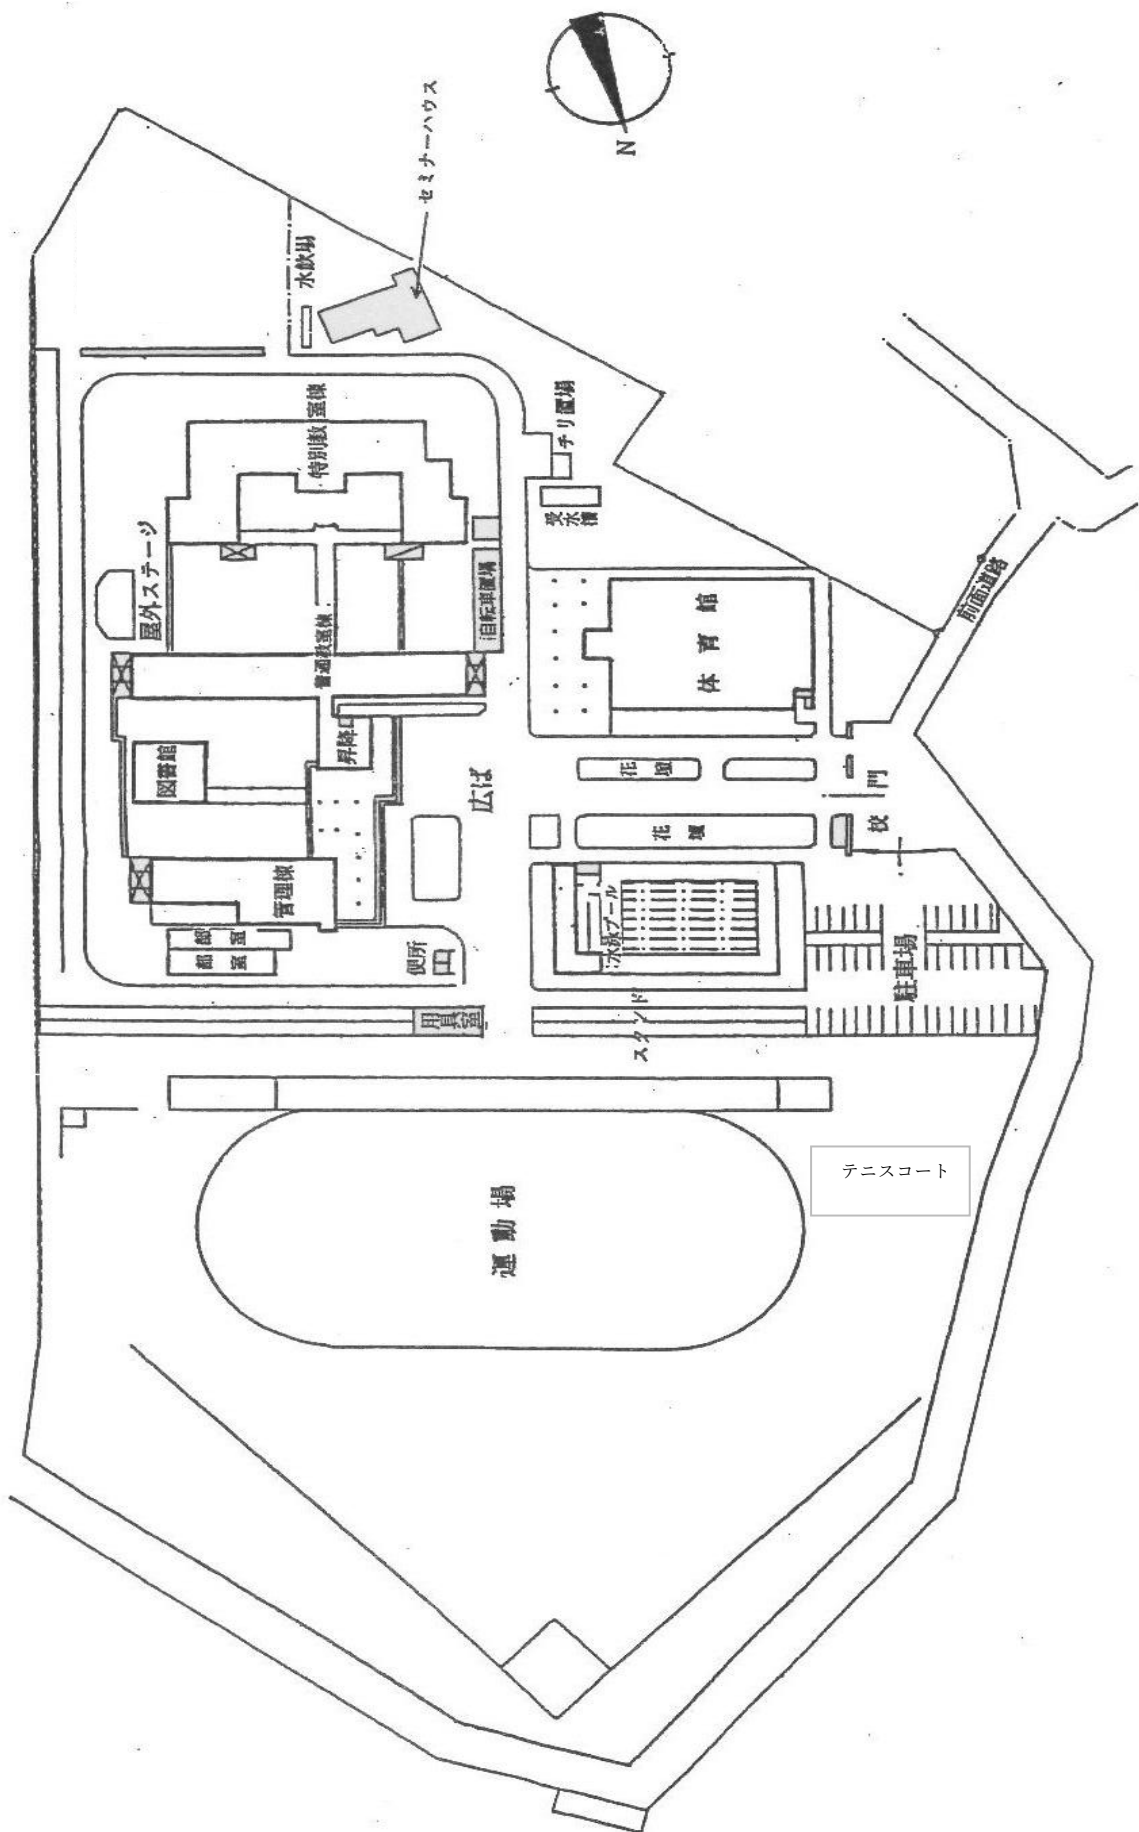 N
セミナーハウス
水飲場
特別教室棟
チリ置場
受水槽
屋外ステージ
自転車置場
普通教室棟
体育館
前面道路
昇降口
図書館
広ば
花壇
花壇
校門
管理棟
部室
部室
便所
水泳プール
駐車場
用具室
スタンド
テニスコート
運動場